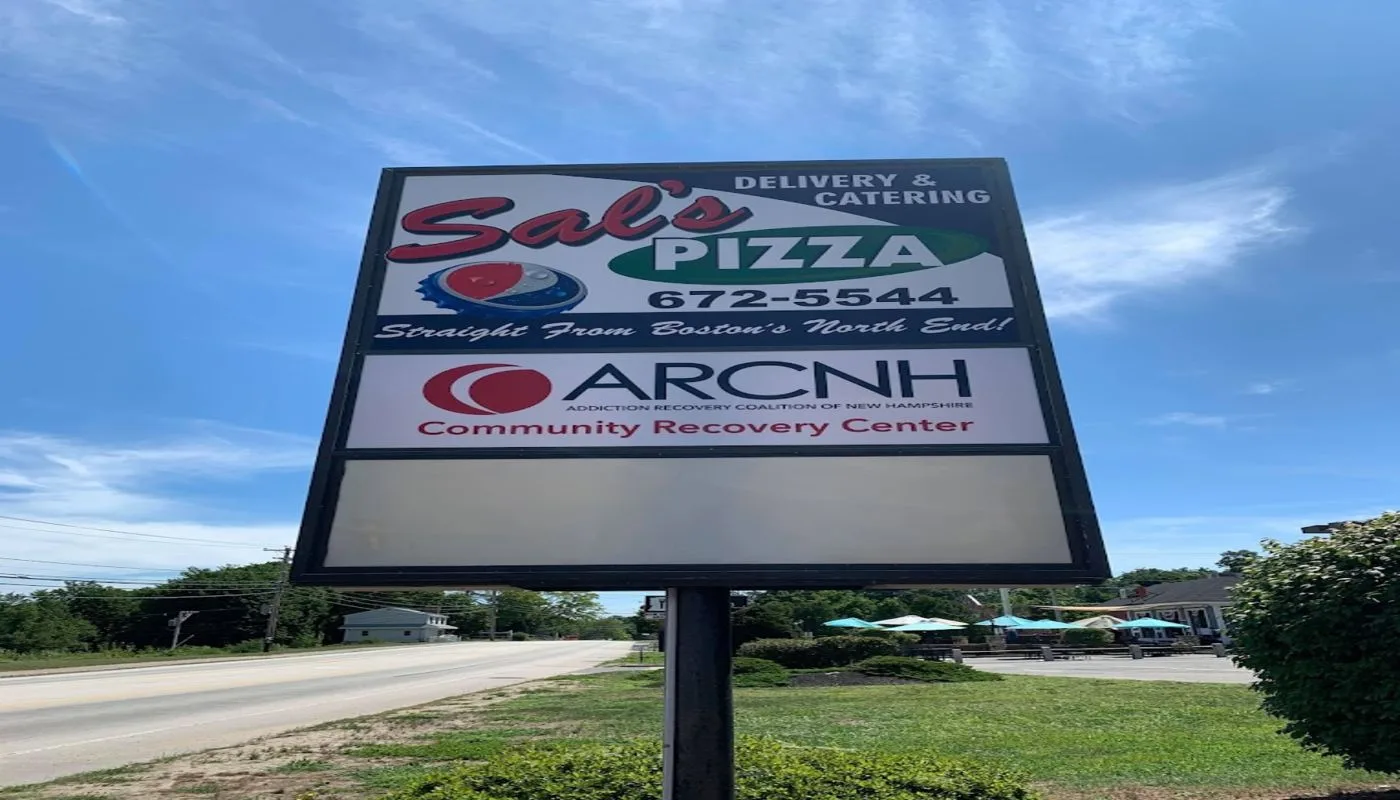 DELIVERY &
CATERING
Sal's
PIZZA
672-5544
Straight From Boston's North End!
ARCNH
ADDICTION RECOVERY COALITION OF NEW HAMPSHIRE
Community Recovery Center